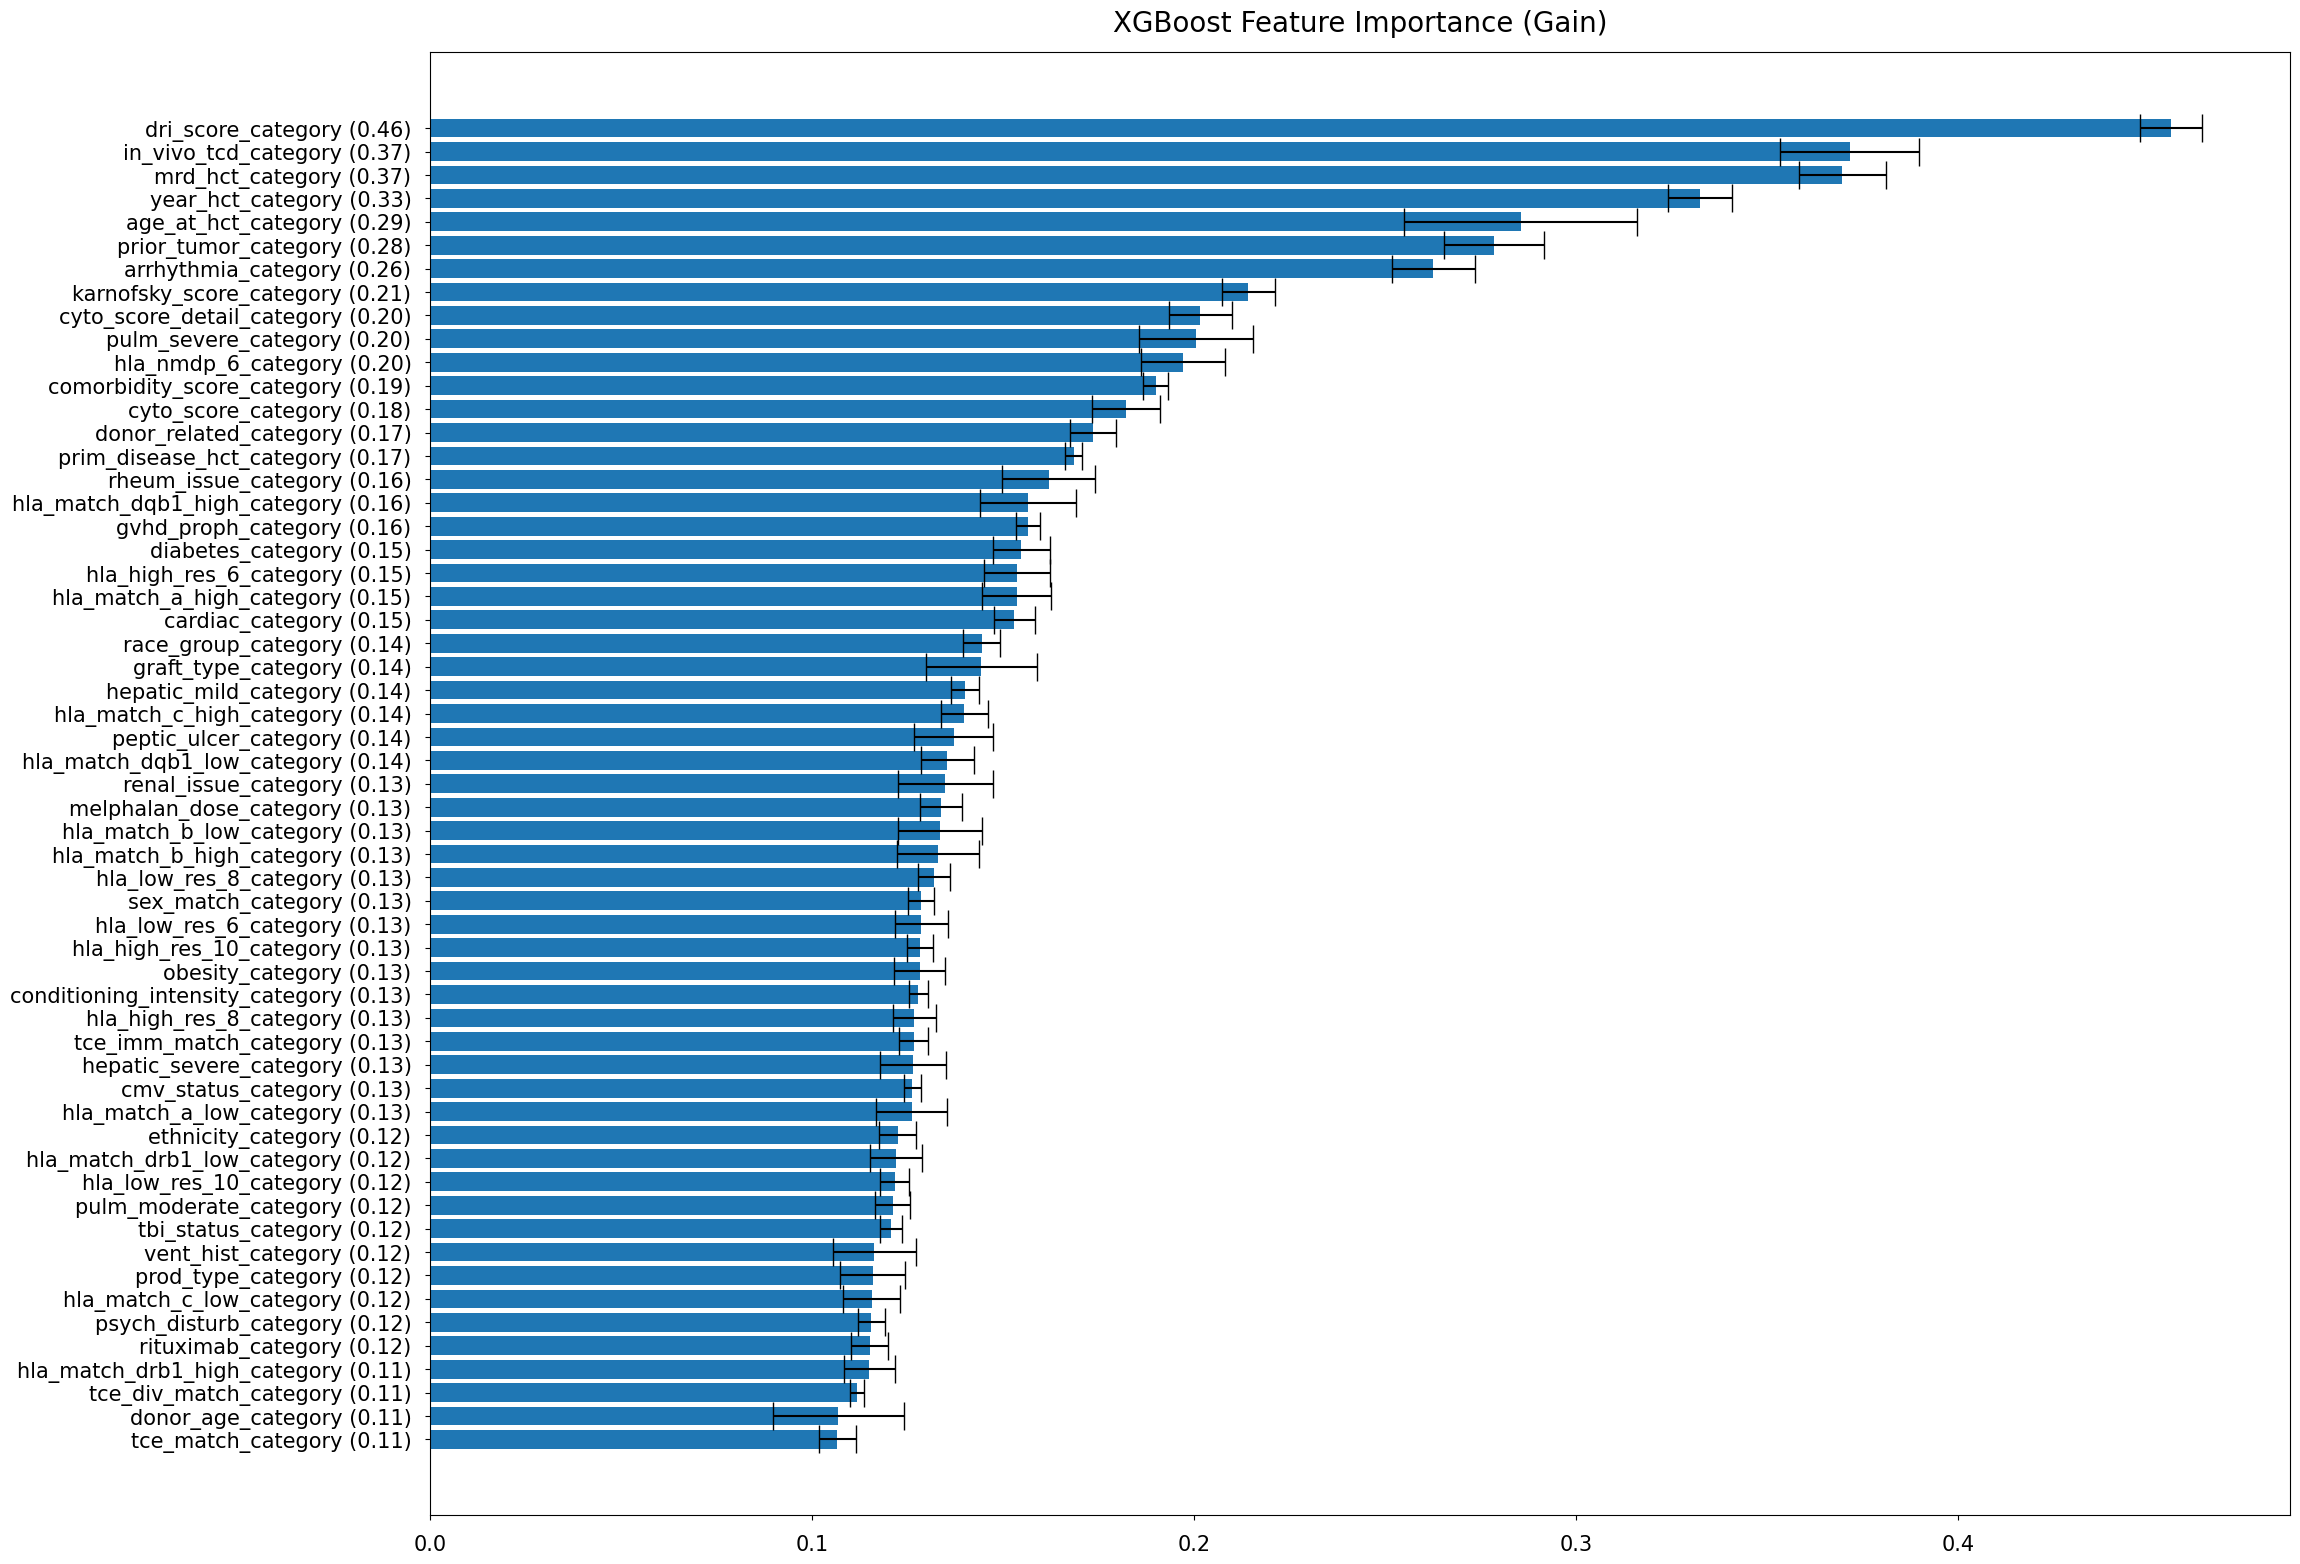 XGBoost Feature Importance (Gain)
dri_score_category (0.46)
in_vivo_tcd_category (0.37)
mrd_hct_category (0.37)
year_hct_category (0.33)
age_at_hct_category (0.29)
prior_tumor_category (0.28)
arrhythmia_category (0.26)
karnofsky_score_category (0.21)
cyto_score_detail_category (0.20)
pulm_severe_category (0.20)
hla_nmdp_6_category (0.20)
comorbidity_score_category (0.19)
cyto_score_category (0.18)
donor_related_category (0.17)
prim_disease_hct_category (0.17)
rheum_issue_category (0.16)
hla_match_dqb1_high_category (0.16)
gvhd_proph_category (0.16)
diabetes_category (0.15)
hla_high_res_6_category (0.15)
hla_match_a_high_category (0.15)
cardiac_category (0.15)
race_group_category (0.14)
graft_type_category (0.14)
hepatic_mild_category (0.14)
hla_match_c_high_category (0.14)
peptic_ulcer_category (0.14)
hla_match_dqb1_low_category (0.14)
renal_issue_category (0.13)
melphalan_dose_category (0.13)
hla_match_b_low_category (0.13)
hla_match_b_high_category (0.13)
hla_low_res_8_category (0.13)
sex_match_category (0.13)
hla_low_res_6_category (0.13)
hla_high_res_10_category (0.13)
obesity_category (0.13)
conditioning_intensity_category (0.13)
hla_high_res_8_category (0.13)
tce_imm_match_category (0.13)
hepatic_severe_category (0.13)
cmv_status_category (0.13)
hla_match_a_low_category (0.13)
ethnicity_category (0.12)
hla_match_drb1_low_category (0.12)
hla_low_res_10_category (0.12)
pulm_moderate_category (0.12)
tbi_status_category (0.12)
vent_hist_category (0.12)
prod_type_category (0.12)
hla_match_c_low_category (0.12)
psych_disturb_category (0.12)
rituximab_category (0.12)
hla_match_drb1_high_category (0.11)
tce_div_match_category (0.11)
donor_age_category (0.11)
tce_match_category (0.11)
0.0 0.1 0.2 0.3 0.4